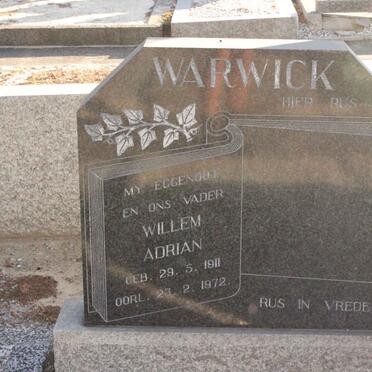 WARWICK
HIER RUS
MY EGGENOOT
EN ONS VADER
WILLEM
ADRIAN
GEB. 29. 5. 1911
OORL. 23. 2. 1972.
RUS IN VREDE